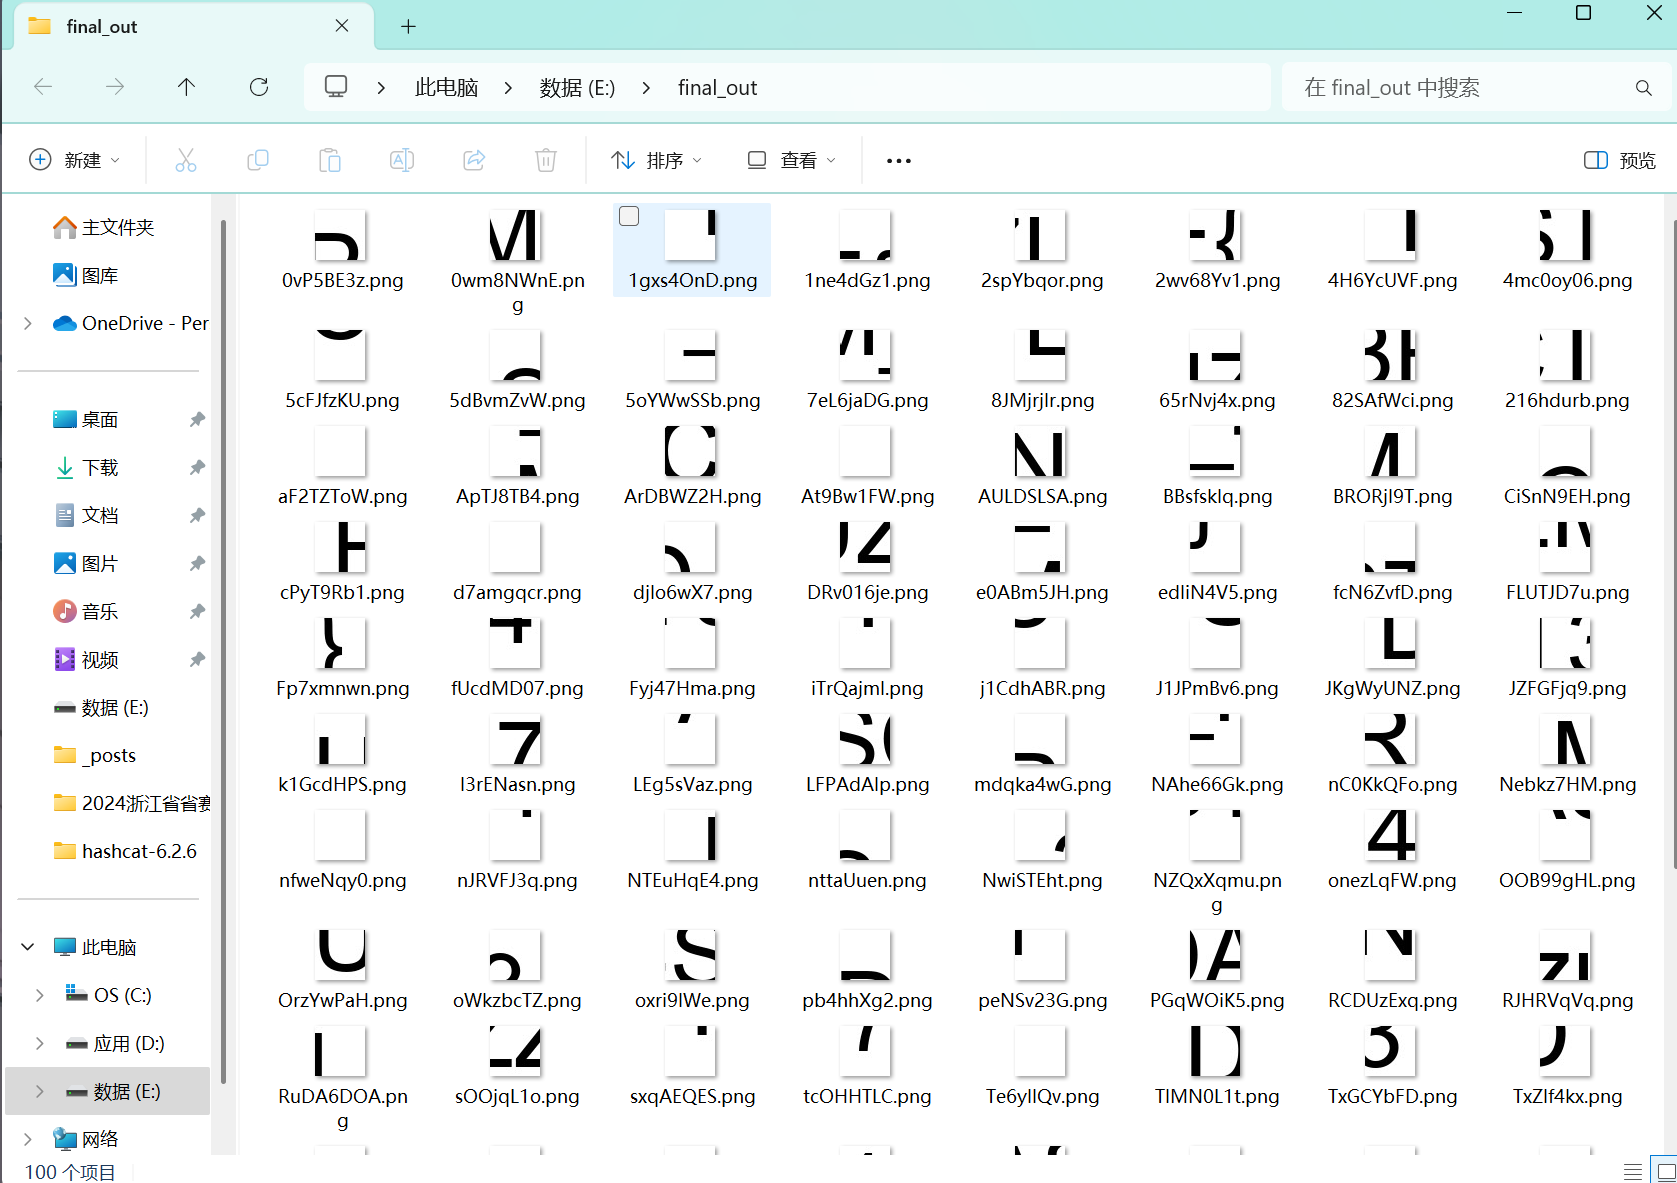 final_out
此电脑 > 数据 (E:) > final_out
在 final_out 中搜索
新建
排序
查看
预览
主文件夹
图库
OneDrive - Per
桌面
下载
文档
图片
音乐
视频
数据 (E:)
_posts
2024浙江省省赛
hashcat-6.2.6
此电脑
OS (C:)
应用 (D:)
数据 (E:)
网络
0vP5BE3z.png
0wm8NWnE.png
1gxs4OnD.png
1ne4dGz1.png
2spYbqor.png
2wv68Yv1.png
4H6YcUVF.png
4mc0oy06.png
5cFJfzKU.png
5dBvmZvW.png
5oYWwSSb.png
7eL6jaDG.png
8JMjrjlr.png
65rNvj4x.png
82SAfWci.png
216hdurb.png
aF2TZToW.png
ApTJ8TB4.png
ArDBWZ2H.png
At9Bw1FW.png
AULDSLSA.png
BBsfsklq.png
BRORjI9T.png
CiSnN9EH.png
cPyT9Rb1.png
d7amgqcr.png
djlo6wX7.png
DRv016je.png
e0ABm5JH.png
edliN4V5.png
fcN6ZvfD.png
FLUTJD7u.png
Fp7xmnwn.png
fUcdMD07.png
Fyj47Hma.png
iTrQajml.png
j1CdhABR.png
J1JPmBv6.png
JKgWyUNZ.png
JZFGFjq9.png
k1GcdHPS.png
l3rENasn.png
LEg5sVaz.png
LFPAdAlp.png
mdqka4wG.png
NAhe66Gk.png
nC0KkQFo.png
Nebkz7HM.png
nfweNqy0.png
nJRVFJ3q.png
NTEuHqE4.png
nttaUuen.png
NwiSTEht.png
NZQxXqmu.png
onezLqFW.png
OOB99gHL.png
OrzYwPaH.png
oWkzbcTZ.png
oxri9lWe.png
pb4hhXg2.png
peNSv23G.png
PGqWOiK5.png
RCDUzExq.png
RJHRVqVq.png
RuDA6DOA.png
sOOjqL1o.png
sxqAEQES.png
tcOHHTLC.png
Te6yIlQv.png
TlMN0L1t.png
TxGCYbFD.png
TxZlf4kx.png
100 个项目